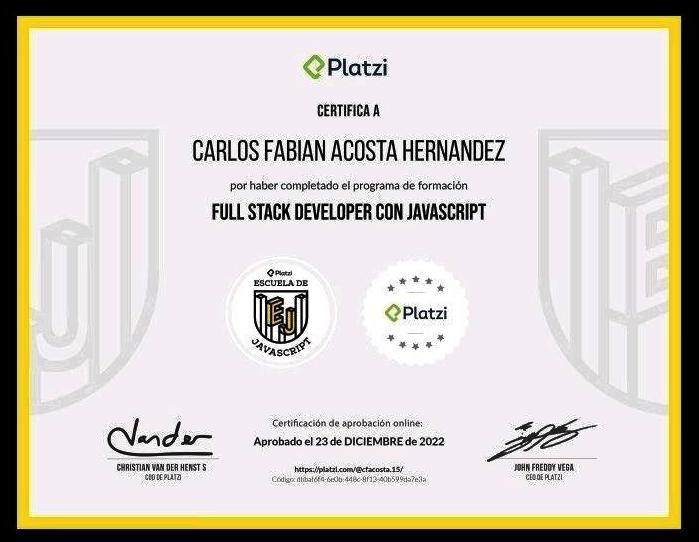 Platzi
CERTIFICA A
CARLOS FABIAN ACOSTA HERNANDEZ
por haber completado el programa de formación
FULL STACK DEVELOPER CON JAVASCRIPT
Platzi
ESCUELA DE
EJ
JAVASCRIPT
Platzi
Certificación de aprobación online:
Aprobado el 23 de DICIEMBRE de 2022
Vander
CHRISTIAN VAN DER HENST S
COO DE PLATZI
https://platzi.com/@cfacosta.15/
Código:
JOHN FREDDY VEGA
CEO DE PLATZI